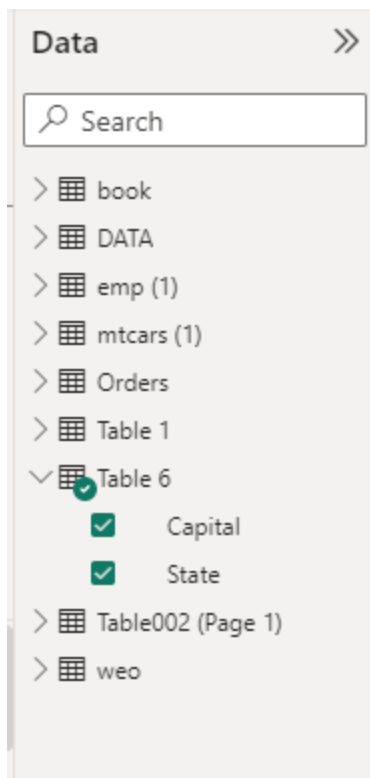 Data
Search
book
DATA
emp (1)
mtcars (1)
Orders
Table 1
Table 6
Capital
State
Table002 (Page 1)
weo